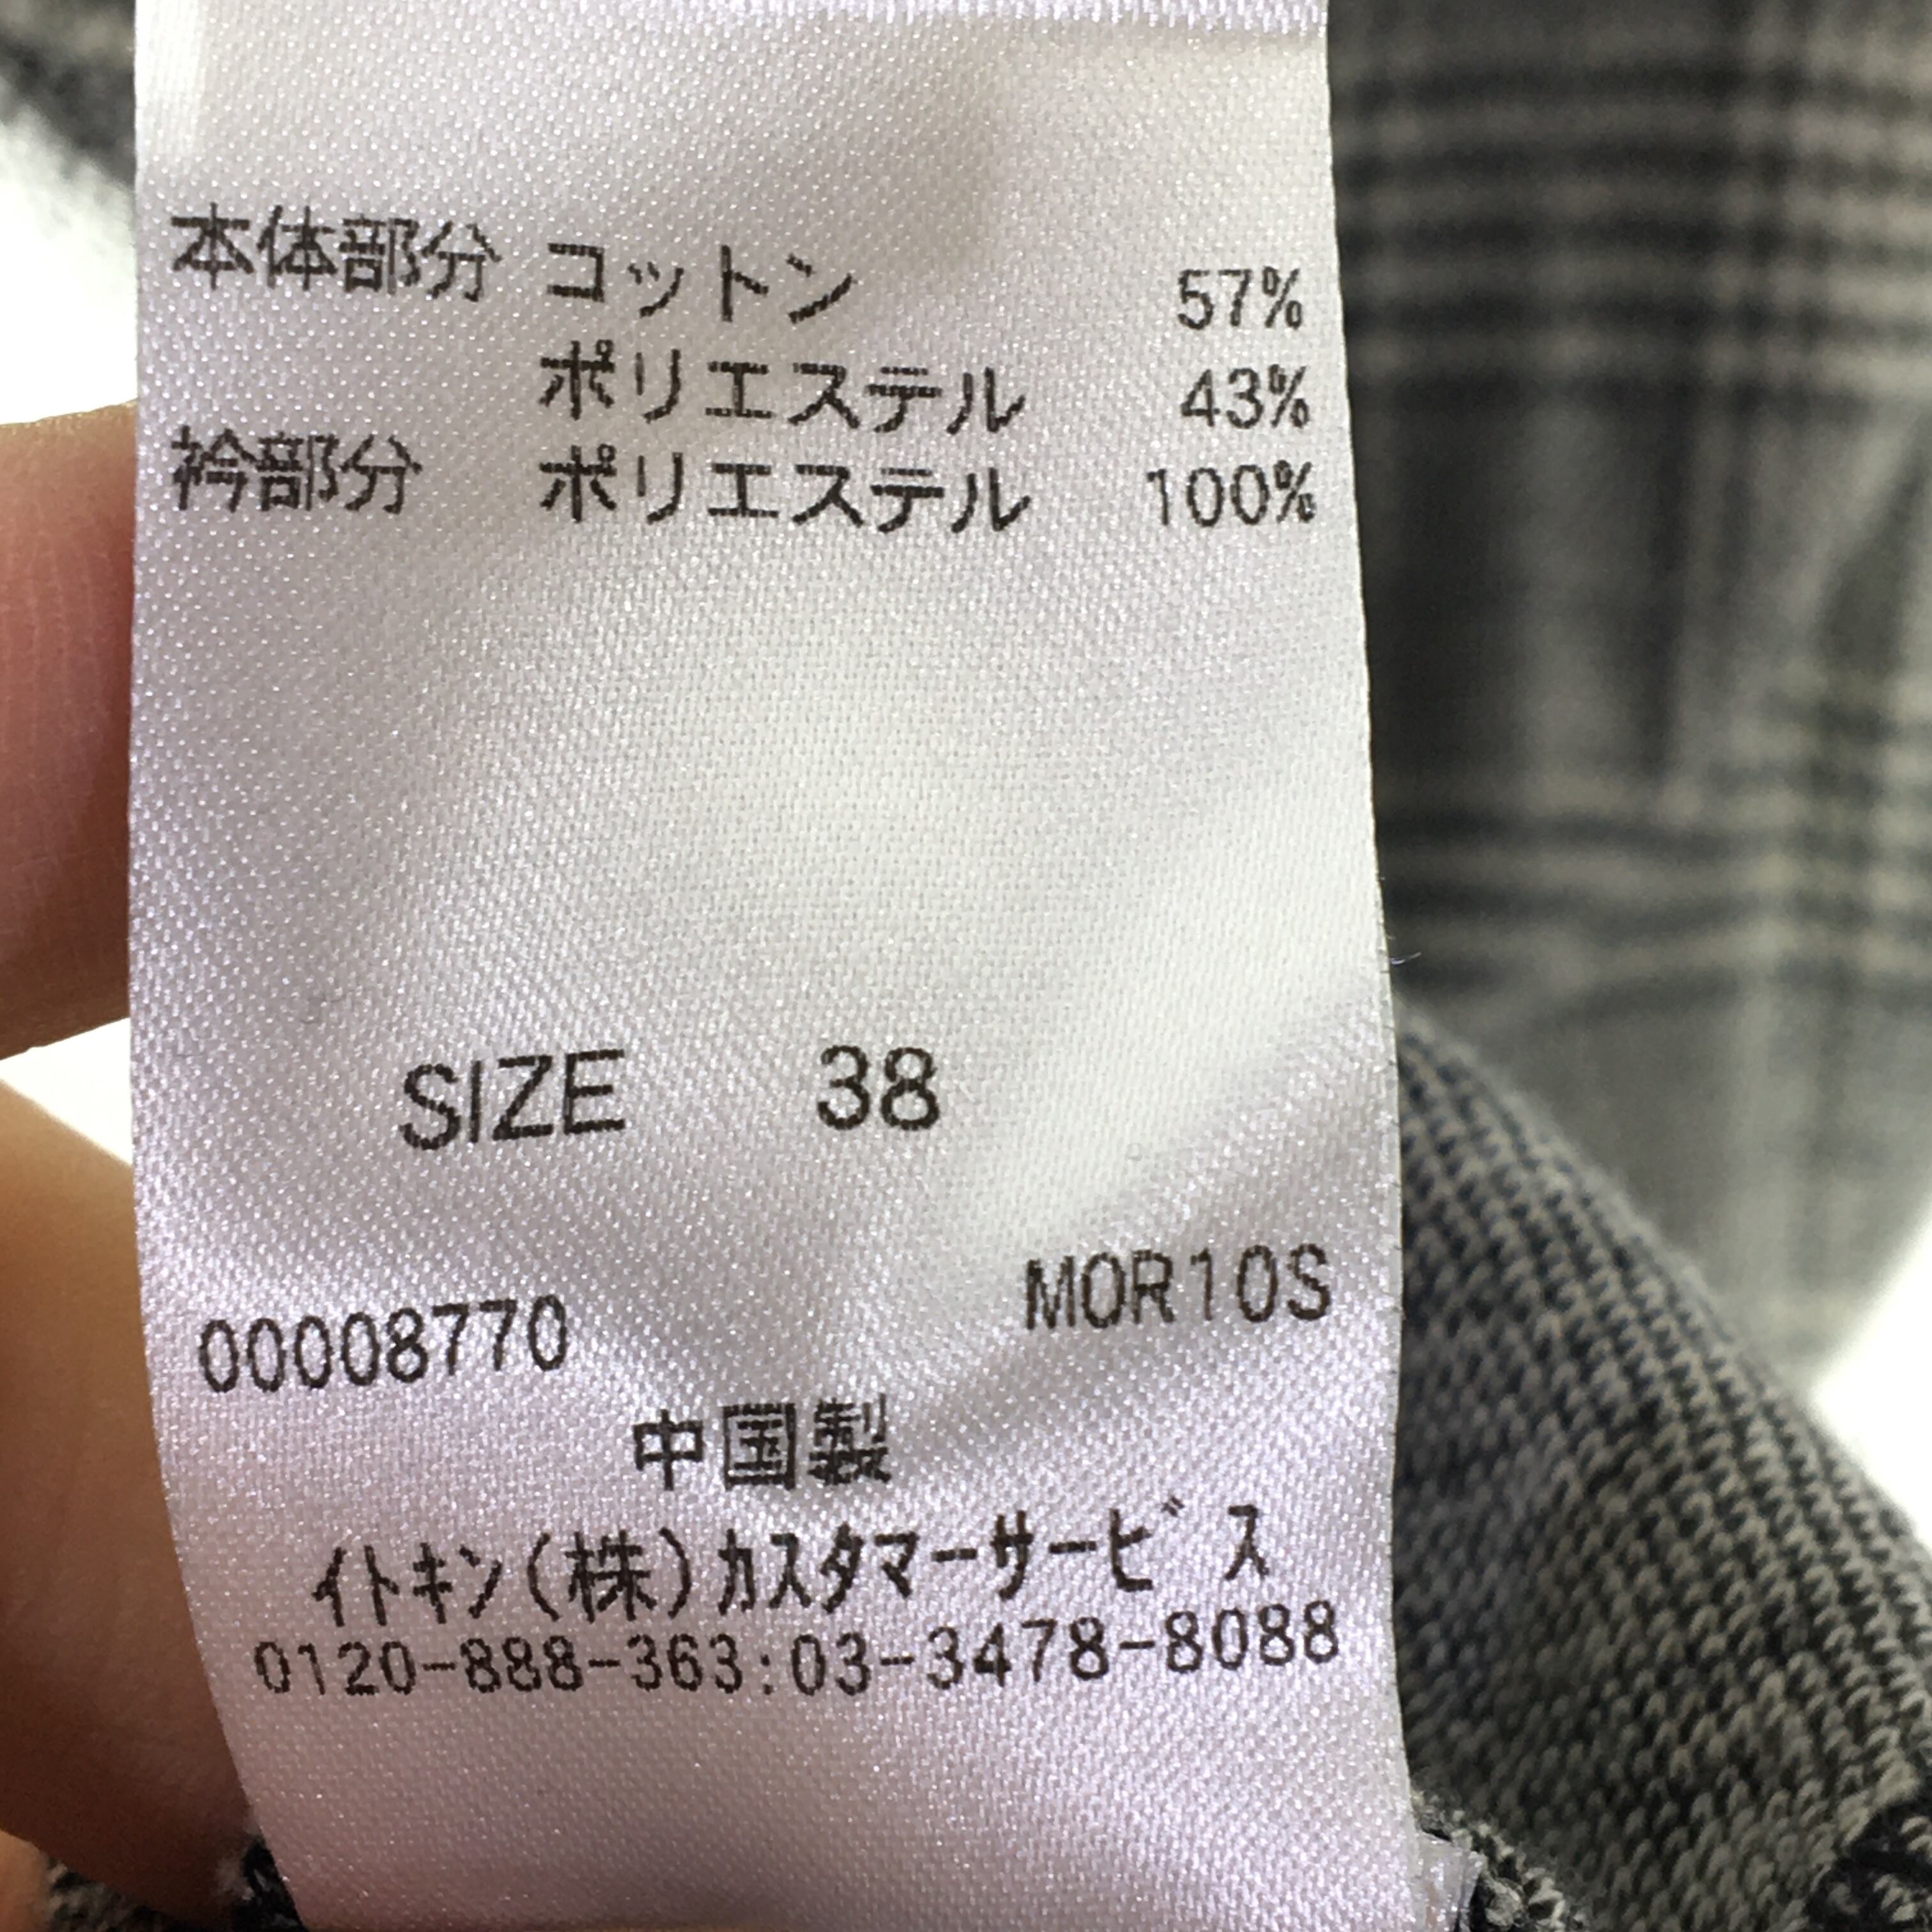 本体部分 コットン 57%
ポリエステル 43%
衿部分 ポリエステル 100%
SIZE 38
00008770 MOR10S
中国製
イトキン(株)カスタマーサービス
0120-888-363:03-3478-8088